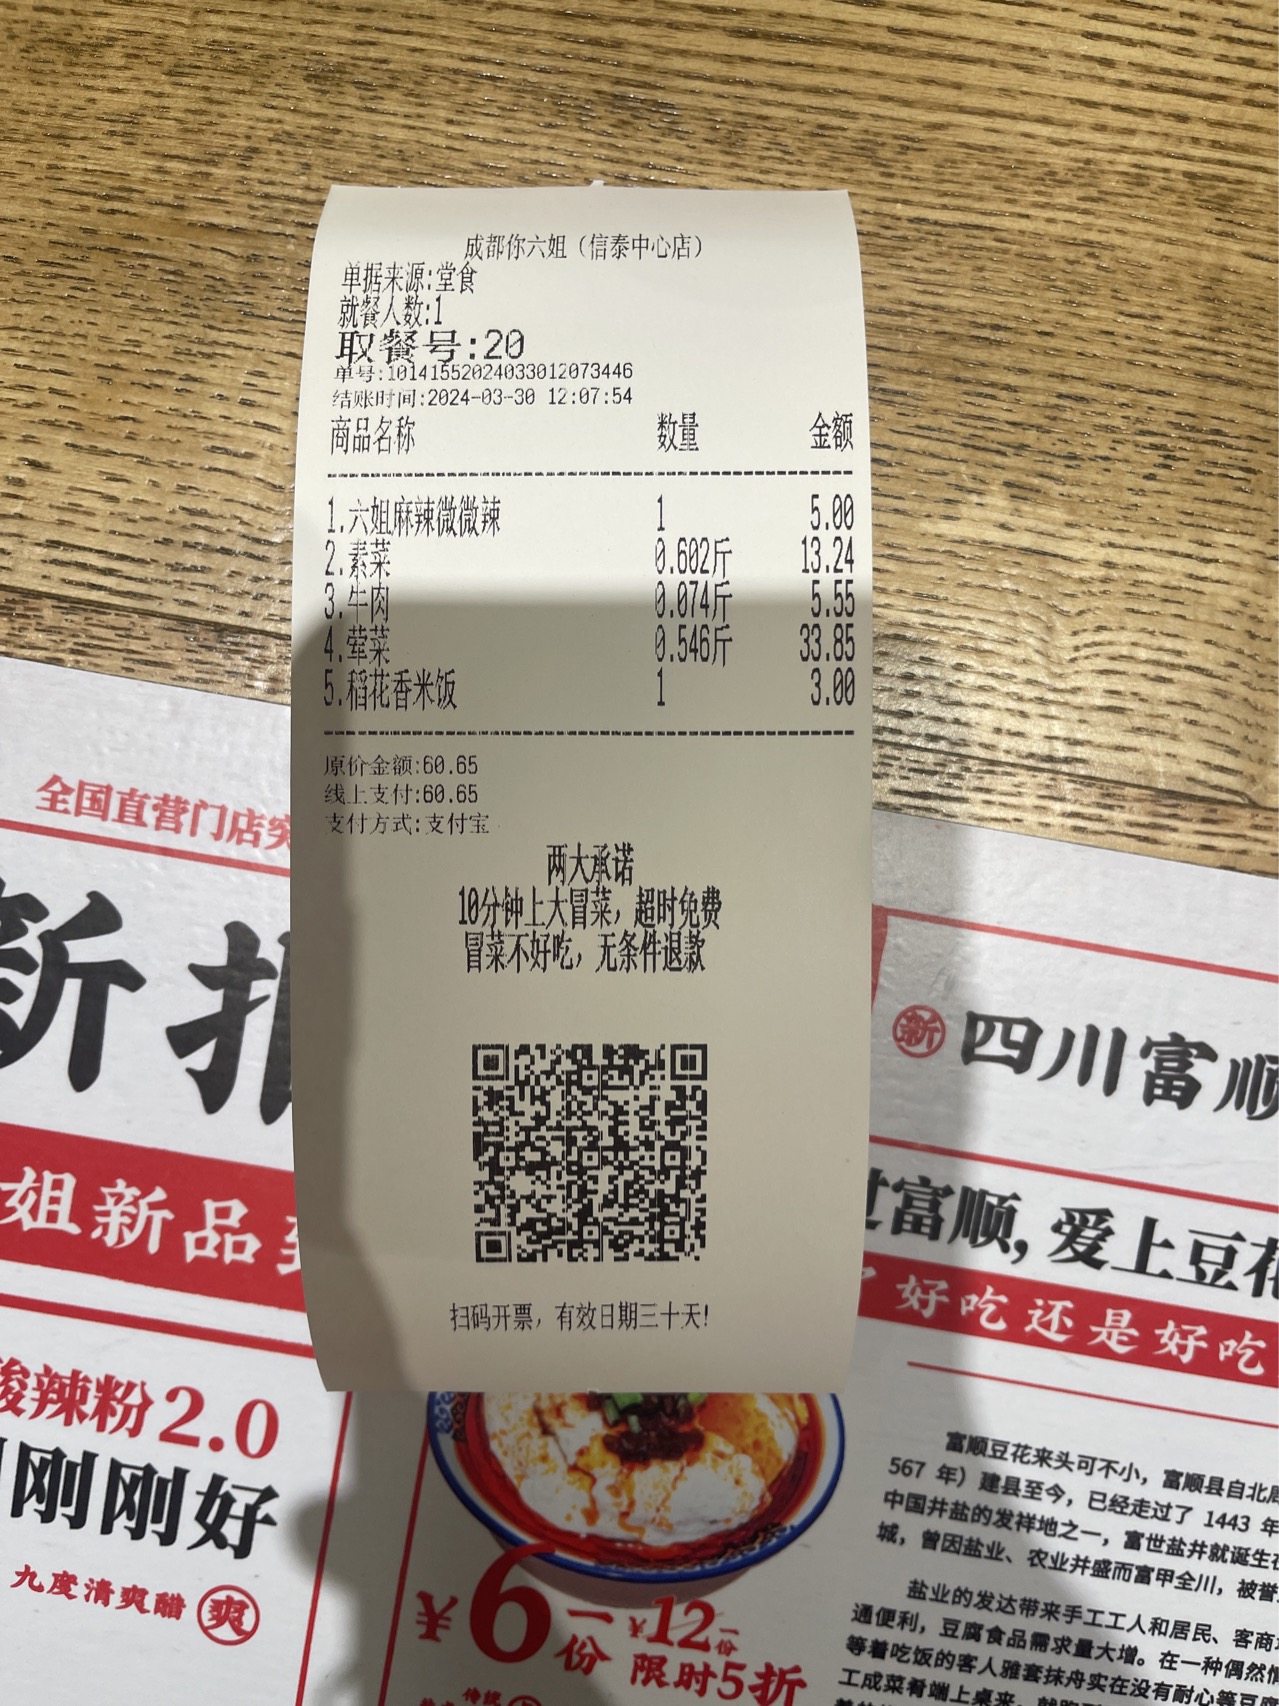 成都你六姐（信泰中心店）
单据来源:堂食
就餐人数:1
取餐号:20
单号:10141552024033012073446
结账时间:2024-03-30 12:07:54
商品名称 数量 金额
1.六姐麻辣微微辣 1 5.00
2.素菜 0.602斤 13.24
3.牛肉 0.074斤 5.55
4.荤菜 0.546斤 33.85
5.稻花香米饭 1 3.00
原价金额:60.65
线上支付:60.65
支付方式:支付宝
两大承诺
10分钟上大冒菜，超时免费
冒菜不好吃，无条件退款
扫码开票，有效日期三十天!
全国直营门店
新
姐新品
酸辣粉2.0
刚刚好
九度清爽醋 爽
¥6一份 ¥12一份
限时5折
新 四川富顺
过富顺,爱上豆花
好吃还是好吃
富顺豆花来头可不小，富顺县自北
567 年）建县至今，已经走过了 1443 年
中国井盐的发祥地之一，富世盐井就诞生
城，曾因盐业、农业并盛而富甲全川，被誉
盐业的发达带来手工工人和居民、客商
通便利，豆腐食品需求量大增。在一种偶然
等着吃饭的客人雅套抹舟实在没有耐心等豆
工成菜肴端上桌来